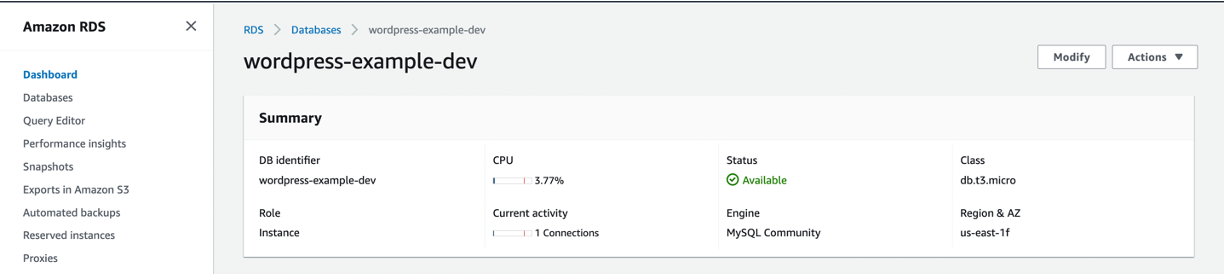 Amazon RDS
Dashboard
Databases
Query Editor
Performance insights
Snapshots
Exports in Amazon S3
Automated backups
Reserved instances
Proxies
RDS Databases wordpress-example-dev
wordpress-example-dev
Modify Actions
Summary
DB identifier CPU Status Class
wordpress-example-dev 3.77% Available db.t3.micro
Role Current activity Engine Region & AZ
Instance 1 Connections MySQL Community us-east-1f